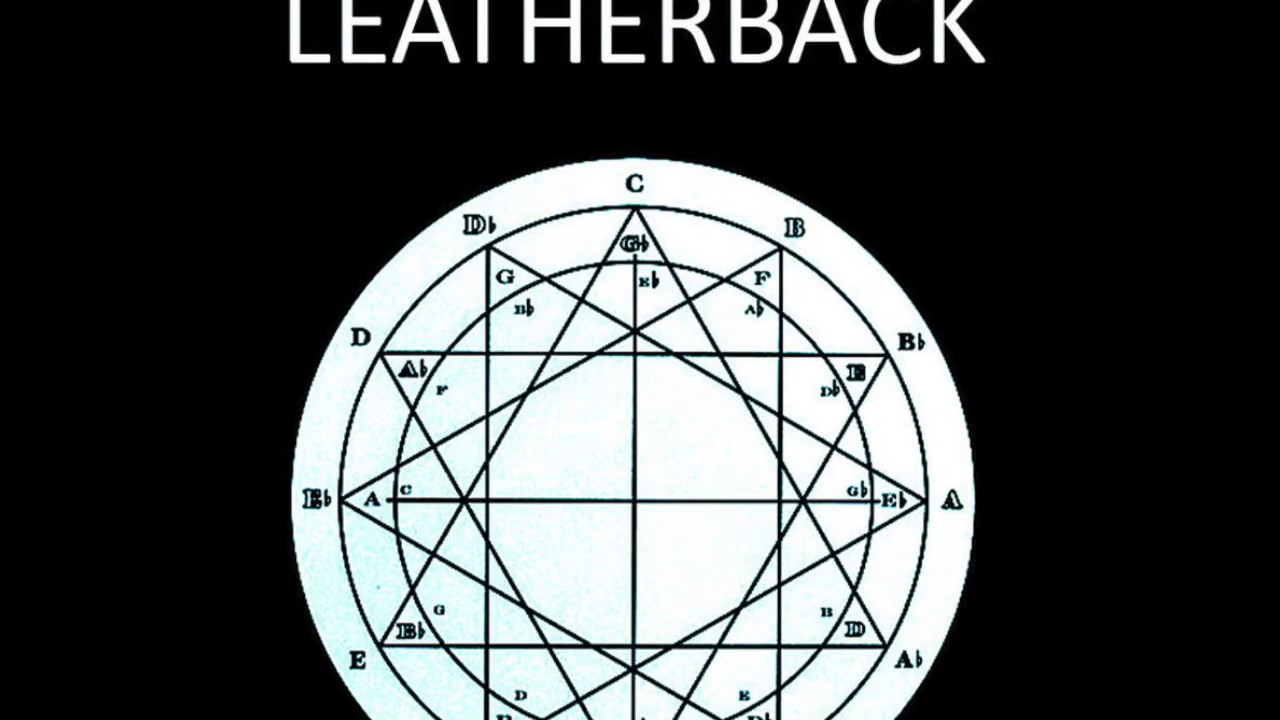 LEATHERBACK
C
D♭ B
G♭
G E♭ F
B♭ A♭
D B♭
A♭ E
F D♭
E♭ A C G♭ E♭ A
G B
B♭ D
E A♭
D E